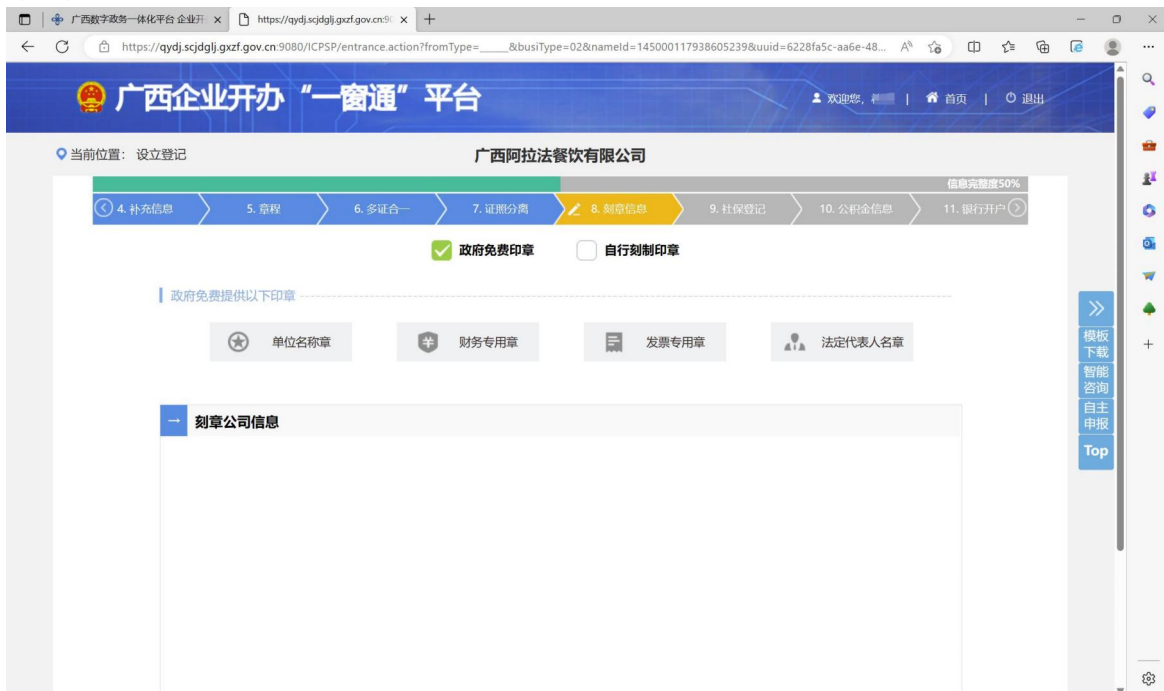 广西数字政务一体化平台 企业开
https://qydj.scjdglj.gxzf.gov.cn:90
https://qydj.scjdglj.gxzf.gov.cn:9080/ICPSP/entrance.action?fromType=_____&busiType=02&nameId=145000117938605239&uuid=6228fa5c-aa6e-48...
广西企业开办“一窗通”平台
欢迎您, | 首页 | 退出
当前位置: 设立登记
广西阿拉法餐饮有限公司
信息完整度50%
4. 补充信息 5. 章程 6. 多证合一 7. 证照分离 8. 刻章信息 9. 社保登记 10. 公积金信息 11. 银行开户
政府免费印章 自行刻制印章
政府免费提供以下印章
单位名称章 财务专用章 发票专用章 法定代表人名章
刻章公司信息
模板
下载
智能
咨询
自主
申报
Top